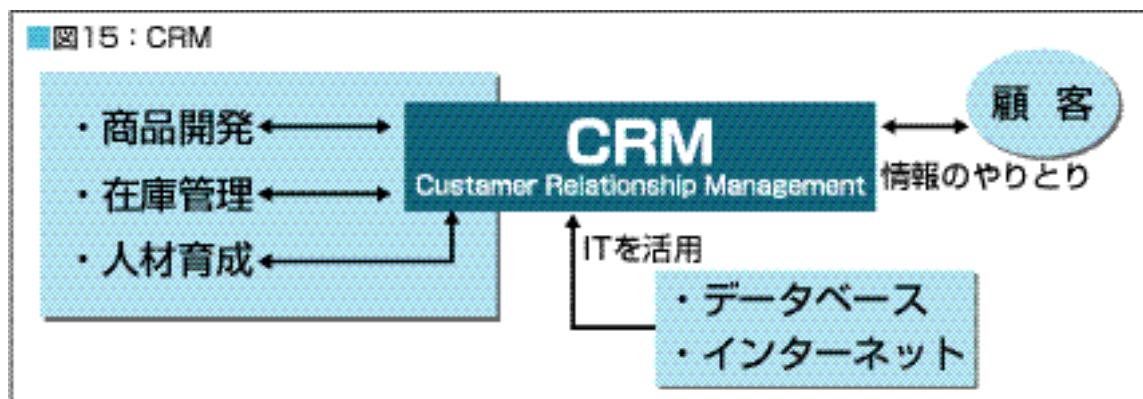 ■図15：CRM
・商品開発
・在庫管理
・人材育成
CRM
Custamer Relationship Management
顧 客
情報のやりとり
ITを活用
・データベース
・インターネット